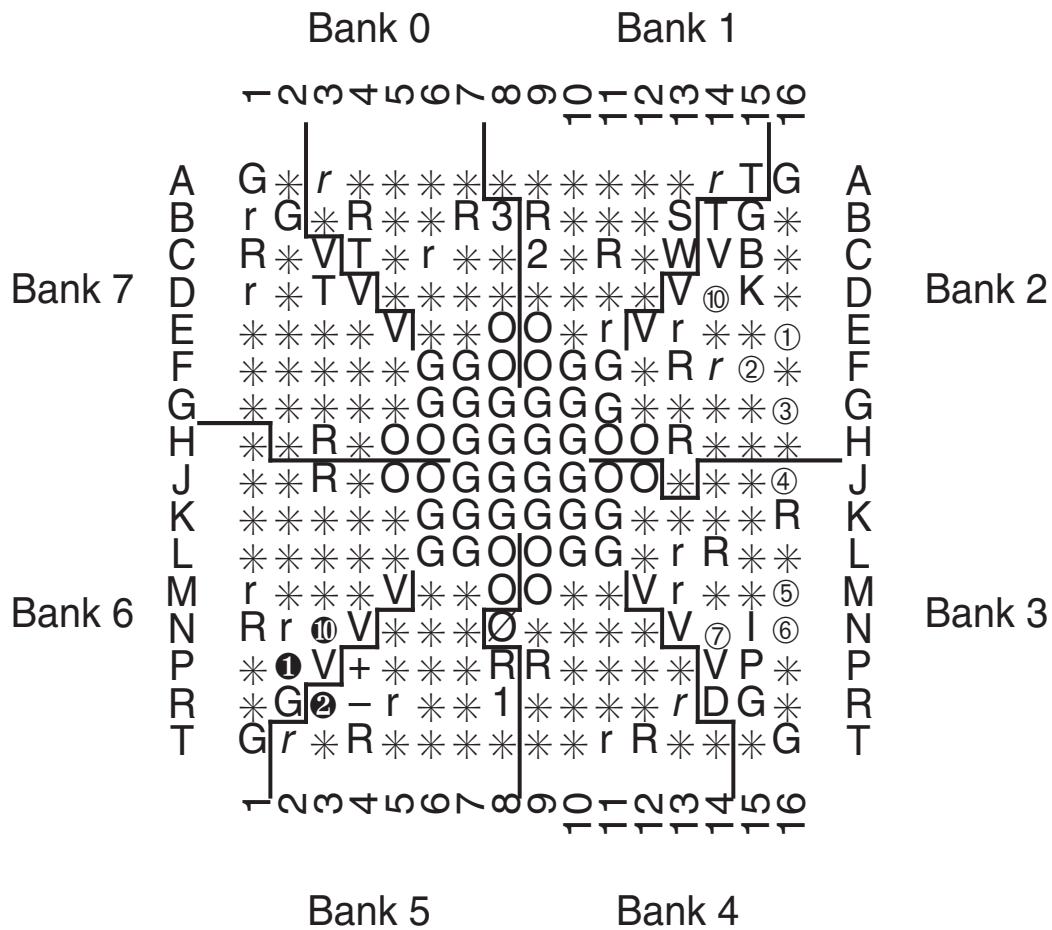 Bank 0 Bank 1
1 2 3 4 5 6 7 8 9 10 11 12 13 14 15 16
A G ✳ r ✳ ✳ ✳ ✳ ✳ ✳ ✳ ✳ ✳ ✳ r T G A
B r G ✳ R ✳ ✳ R 3 R ✳ ✳ ✳ S T G ✳ B
C R ✳ V T ✳ r ✳ ✳ 2 ✳ R ✳ W V B ✳ C
Bank 7 D r ✳ T V ✳ ✳ ✳ ✳ ✳ ✳ ✳ ✳ V ⑩ K ✳ D Bank 2
E ✳ ✳ ✳ ✳ V ✳ ✳ O O ✳ r V r ✳ ✳ ① E
F ✳ ✳ ✳ ✳ ✳ G G O O G G ✳ R r ② ✳ F
G ✳ ✳ ✳ ✳ ✳ G G G G G G ✳ ✳ ✳ ✳ ③ G
H ✳ ✳ R ✳ O O G G G G O O R ✳ ✳ ✳ H
J ✳ ✳ R ✳ O O G G G G O O ✳ ✳ ✳ ④ J
K ✳ ✳ ✳ ✳ ✳ G G G G G G ✳ ✳ ✳ ✳ R K
L ✳ ✳ ✳ ✳ ✳ G G O O G G ✳ r R ✳ ✳ L
M r ✳ ✳ ✳ V ✳ ✳ O O ✳ ✳ V r ✳ ✳ ⑤ M
Bank 6 N R r ❿ V ✳ ✳ ✳ Ø ✳ ✳ ✳ ✳ V ⑦ I ⑥ N Bank 3
P ✳ ❶ V + ✳ ✳ ✳ R R ✳ ✳ ✳ ✳ V P ✳ P
R ✳ G ❷ – r ✳ ✳ 1 ✳ ✳ ✳ ✳ r D G ✳ R
T G r ✳ R ✳ ✳ ✳ ✳ ✳ ✳ r R ✳ ✳ ✳ G T
1 2 3 4 5 6 7 8 9 10 11 12 13 14 15 16
Bank 5 Bank 4